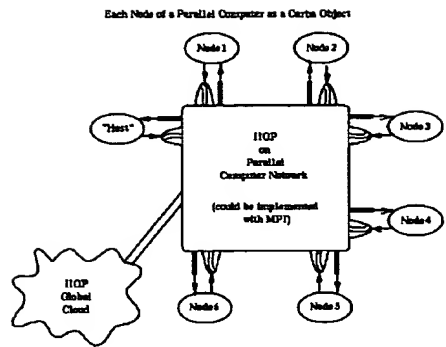 Each Node of a Parallel Computer as a Corba Object
Node 1
Node 2
"Host"
IIOP
on
Parallel
Computer Network
(could be implemented
with MPI)
Node 3
Node 4
IIOP
Global
Cloud
Node 6
Node 5